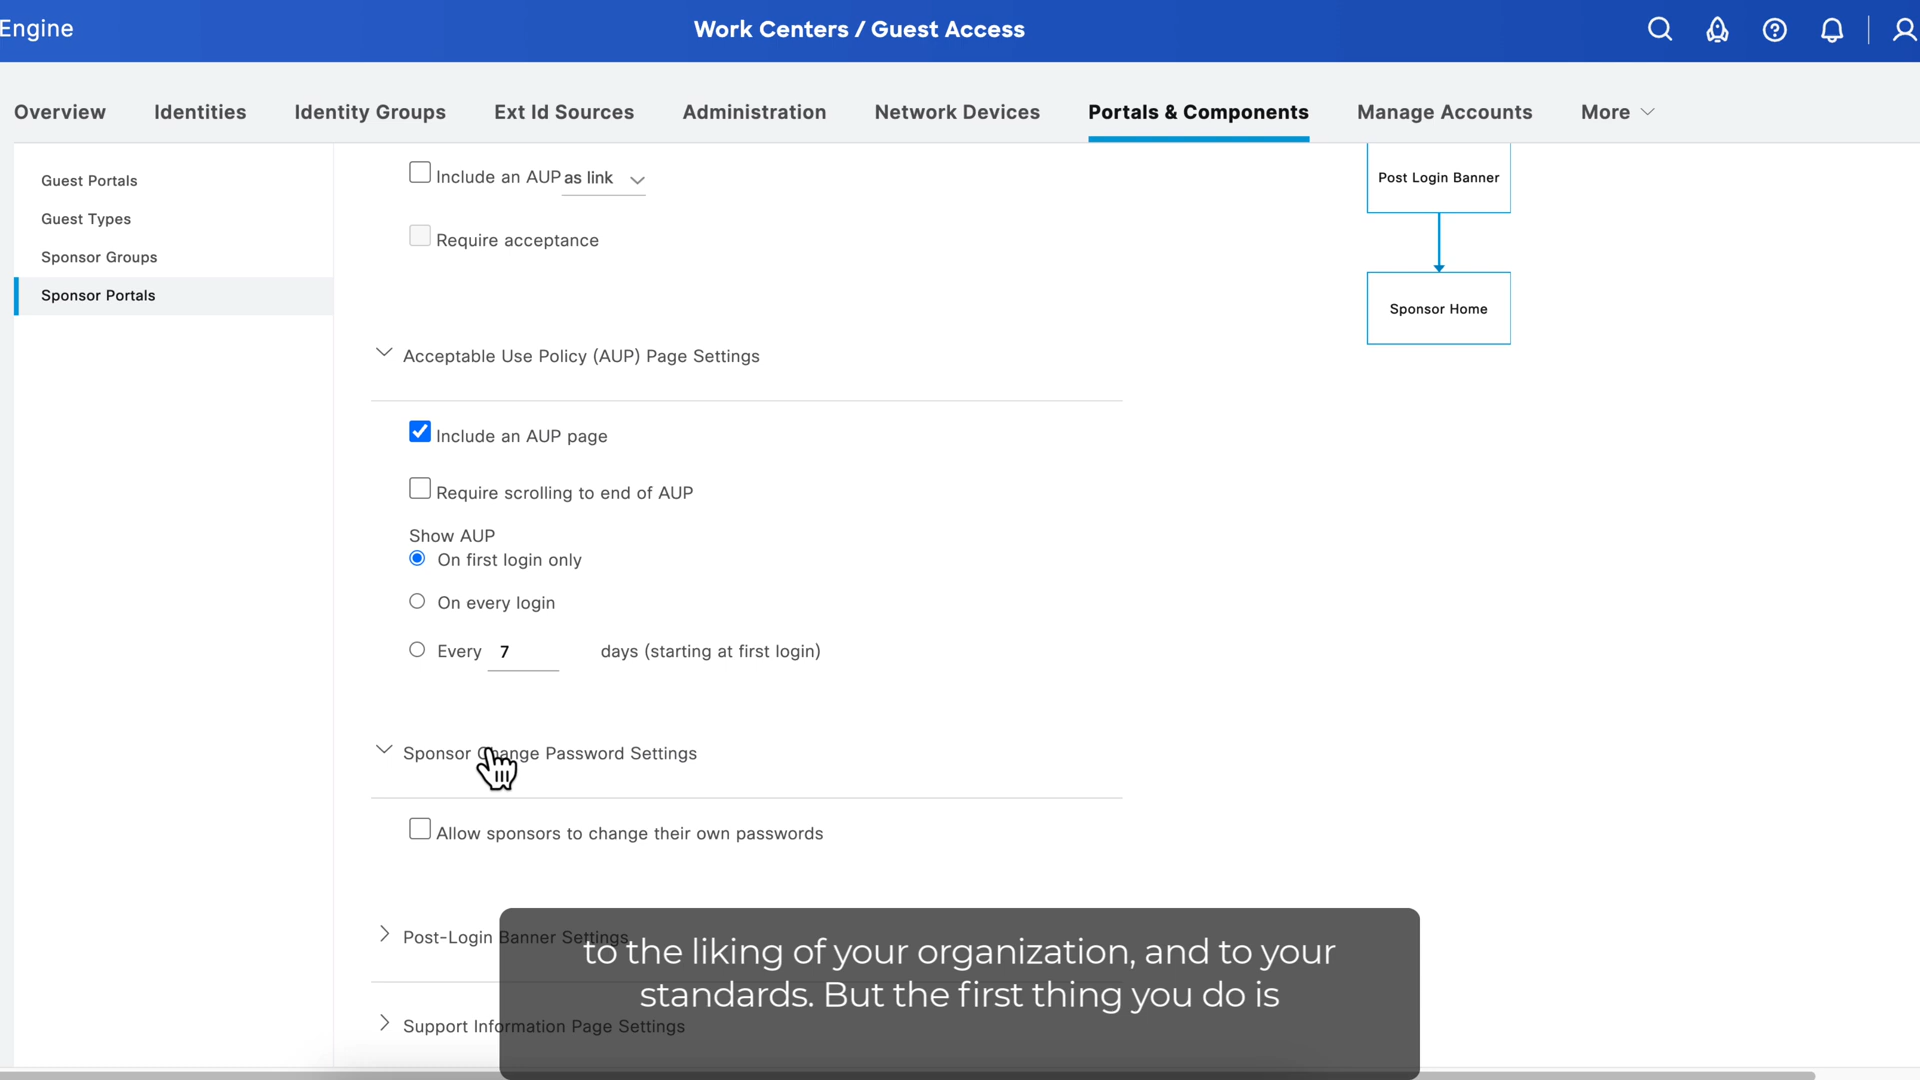 Engine
Work Centers / Guest Access
Overview Identities Identity Groups Ext Id Sources Administration Network Devices Portals & Components Manage Accounts More
Guest Portals
Guest Types
Sponsor Groups
Sponsor Portals
Include an AUP as link
Require acceptance
Post Login Banner
Sponsor Home
Acceptable Use Policy (AUP) Page Settings
Include an AUP page
Require scrolling to end of AUP
Show AUP
On first login only
On every login
Every 7 days (starting at first login)
Sponsor Change Password Settings
Allow sponsors to change their own passwords
Post-Login Banner Settings
Support Information Page Settings
to the liking of your organization, and to your
standards. But the first thing you do is